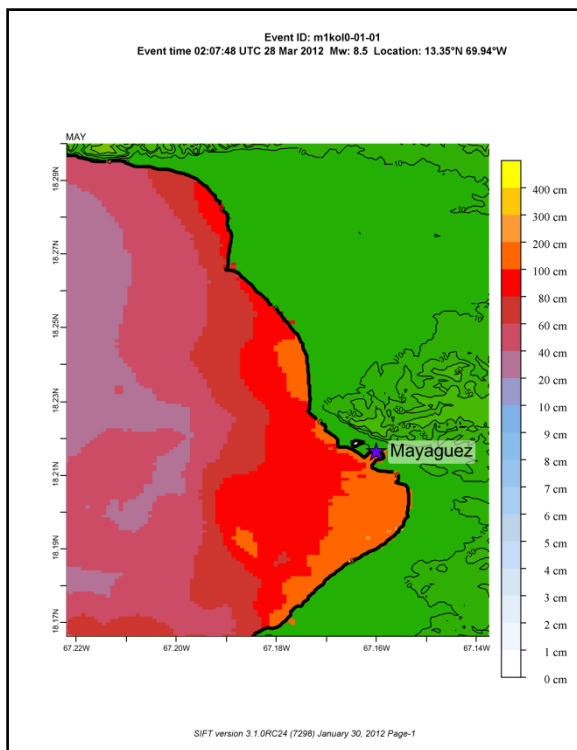 Event ID: m1kol0-01-01
Event time 02:07:48 UTC 28 Mar 2012 Mw: 8.5 Location: 13.35°N 69.94°W
MAY
18.29N
18.27N
18.25N
18.23N
18.21N
18.19N
18.17N
67.22W
67.20W
67.18W
67.16W
67.14W
10
10
10
Mayaguez
10
400 cm
300 cm
200 cm
100 cm
80 cm
60 cm
40 cm
20 cm
10 cm
9 cm
8 cm
7 cm
6 cm
5 cm
4 cm
3 cm
2 cm
1 cm
0 cm
SIFT version 3.1.0RC24 (7298) January 30, 2012 Page-1